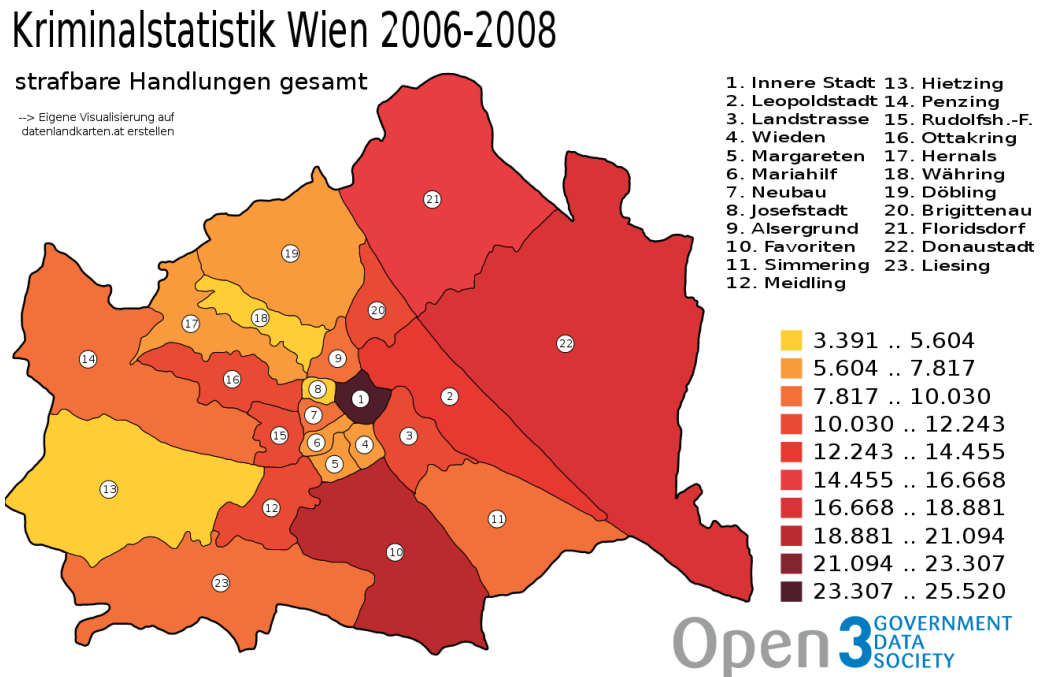 Kriminalstatistik Wien 2006-2008
strafbare Handlungen gesamt
--> Eigene Visualisierung auf
datenlandkarten.at erstellen
1. Innere Stadt
2. Leopoldstadt
3. Landstrasse
4. Wieden
5. Margareten
6. Mariahilf
7. Neubau
8. Josefstadt
9. Alsergrund
10. Favoriten
11. Simmering
12. Meidling
13. Hietzing
14. Penzing
15. Rudolfsh.-F.
16. Ottakring
17. Hernals
18. Währing
19. Döbling
20. Brigittenau
21. Floridsdorf
22. Donaustadt
23. Liesing
21
19
20
17
18
22
14
9
16
8
1
2
7
15
3
6
4
5
13
12
11
10
23
3.391 .. 5.604
5.604 .. 7.817
7.817 .. 10.030
10.030 .. 12.243
12.243 .. 14.455
14.455 .. 16.668
16.668 .. 18.881
18.881 .. 21.094
21.094 .. 23.307
23.307 .. 25.520
Open3
GOVERNMENT
DATA
SOCIETY